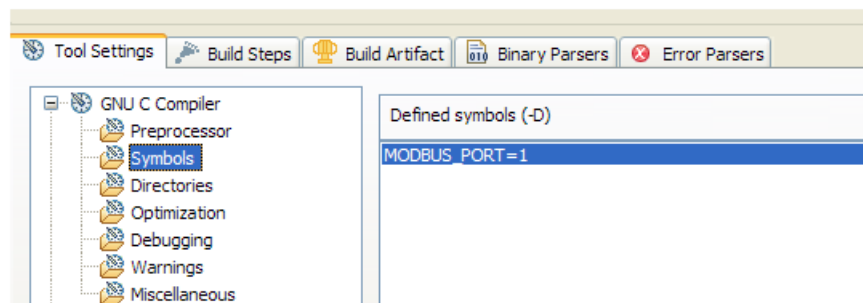 Tool Settings Build Steps Build Artifact Binary Parsers Error Parsers
GNU C Compiler
Preprocessor
Symbols
Directories
Optimization
Debugging
Warnings
Miscellaneous
Defined symbols (-D)
MODBUS_PORT=1